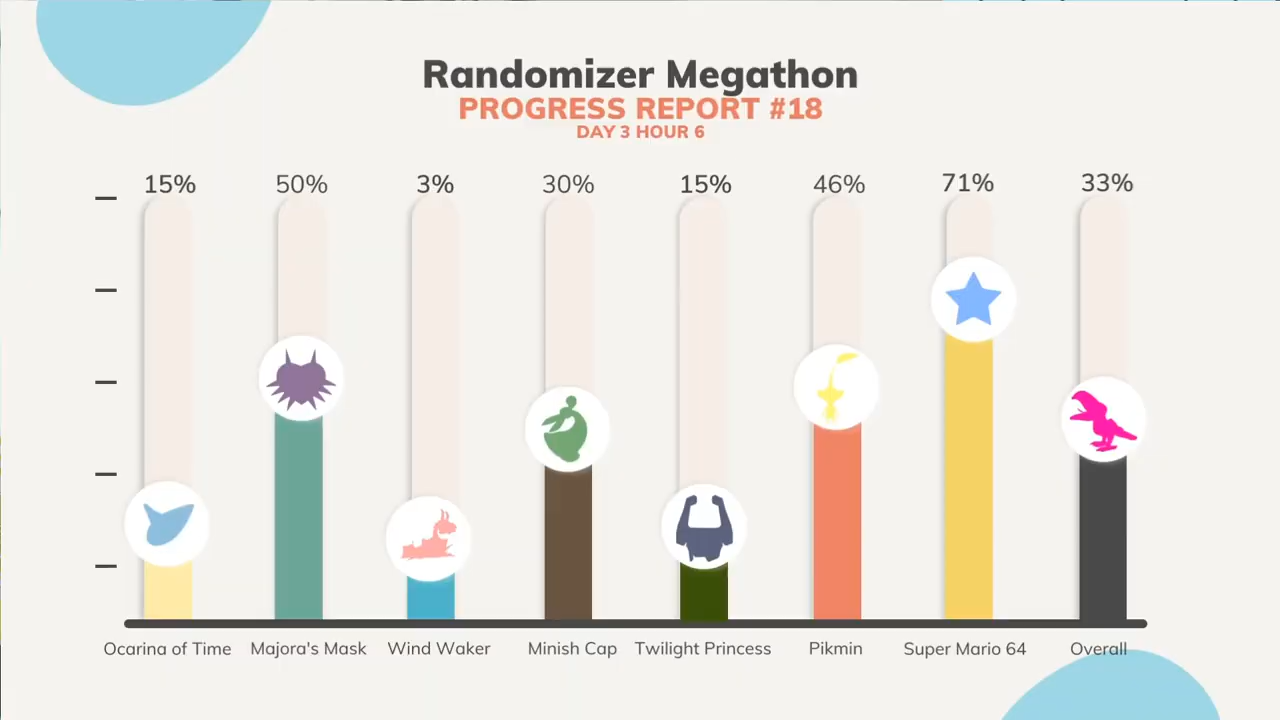 Randomizer Megathon
PROGRESS REPORT #18
DAY 3 HOUR 6
15% 50% 3% 30% 15% 46% 71% 33%
Ocarina of Time Majora's Mask Wind Waker Minish Cap Twilight Princess Pikmin Super Mario 64 Overall